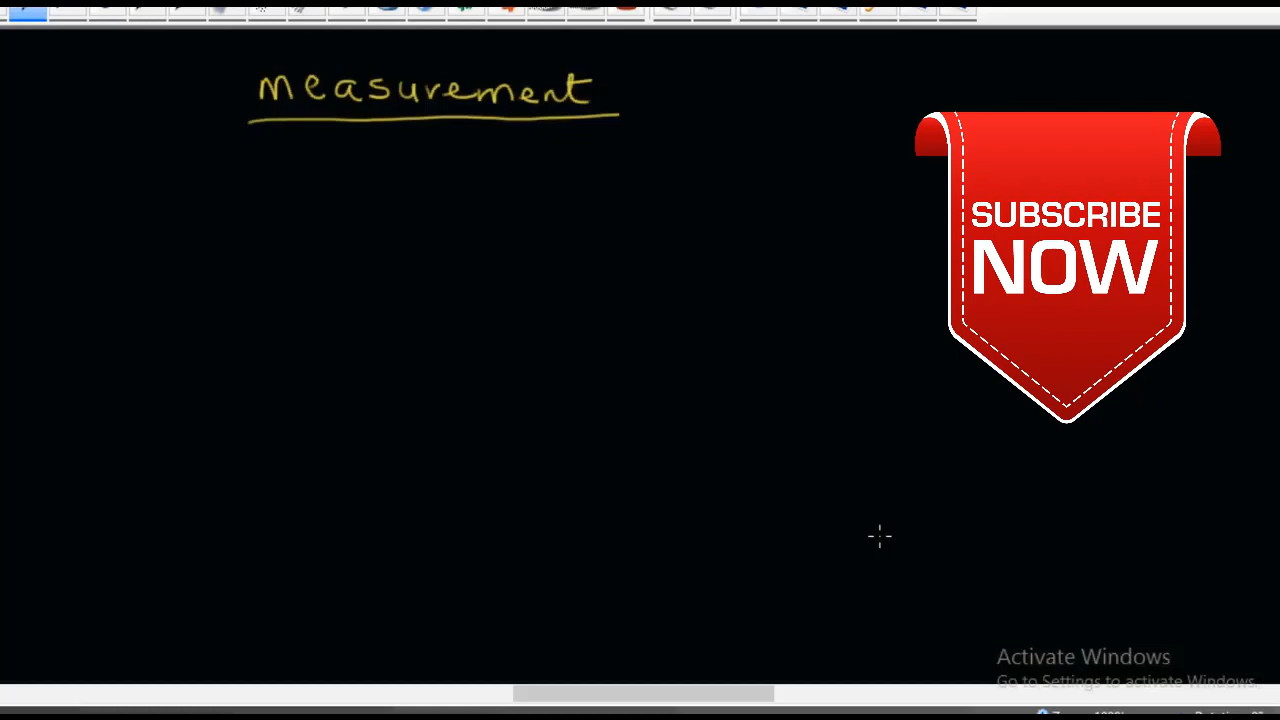 measurement
SUBSCRIBE
NOW
Activate Windows
Go to Settings to activate Windows.